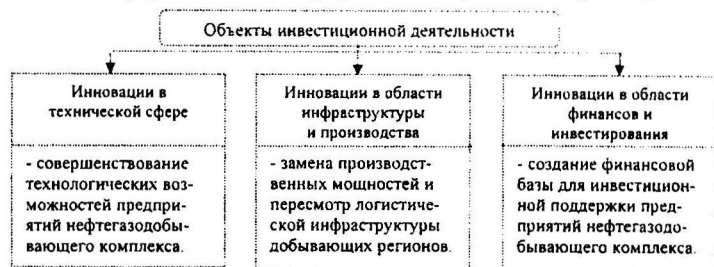 Объекты инвестиционной деятельности
Инновации в
технической сфере
- совершенствование
технологических воз-
можностей предпри-
ятий нефтегазодобы-
вающего комплекса.
Инновации в области
инфраструктуры
и производства
- замена производст-
венных мощностей и
пересмотр логистиче-
ской инфраструктуры
добывающих регионов.
Инновации в области
финансов и
инвестирования
- создание финансовой
базы для инвестицион-
ной поддержки пред-
приятий нефтегазодо-
бывающего комплекса.